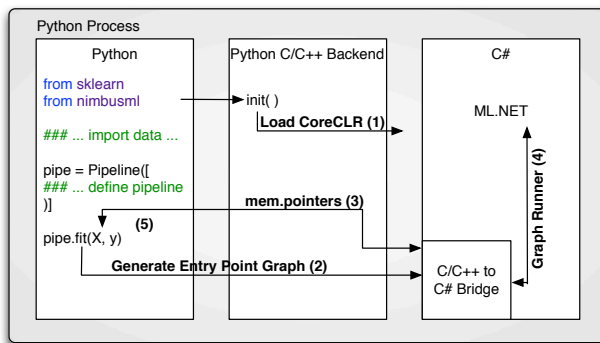 Python Process
Python
from sklearn
from nimbusml
### ... import data ...
pipe = Pipeline([
### ... define pipeline
)]
pipe.fit(X, y)
Python C/C++ Backend
init( )
Load CoreCLR (1)
mem.pointers (3)
(5)
Generate Entry Point Graph (2)
C#
ML.NET
Graph Runner (4)
C/C++ to
C# Bridge